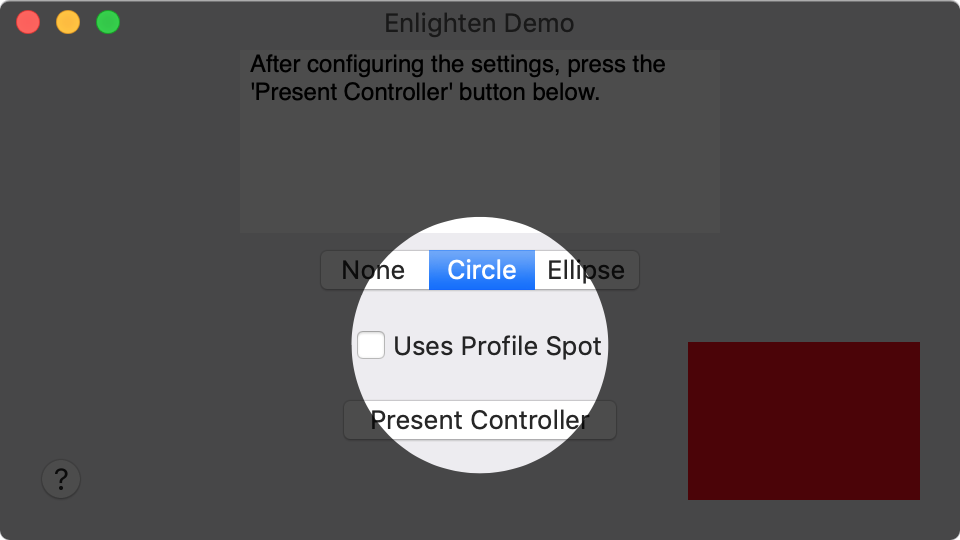 Enlighten Demo
After configuring the settings, press the
'Present Controller' button below.
None Circle Ellipse
Uses Profile Spot
Present Controller
?